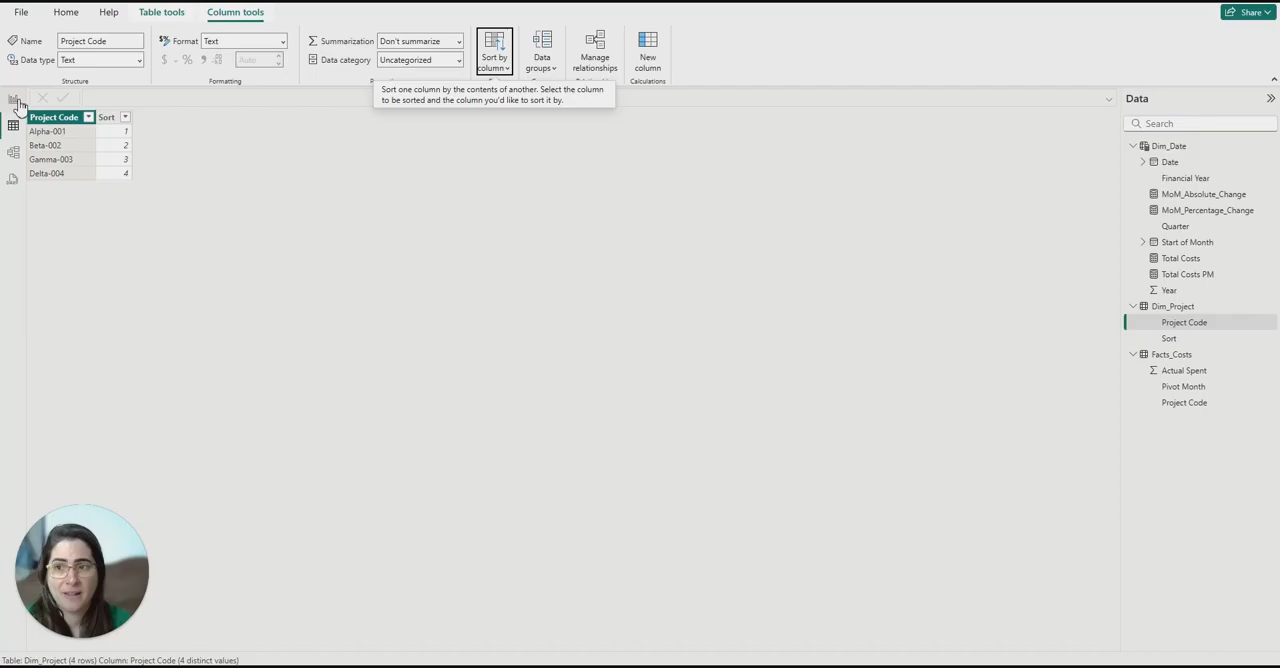 File Home Help Table tools Column tools Share
Name Project Code Format Text Summarization Don't summarize Sort by column Data groups Manage relationships New column
Data type Text $ % Auto Data category Uncategorized
Structure Formatting Calculations
Sort one column by the contents of another. Select the column
to be sorted and the column you'd like to sort it by.
Project Code Sort
Alpha-001 1
Beta-002 2
Gamma-003 3
Delta-004 4
Data
Search
Dim_Date
Date
Financial Year
MoM_Absolute_Change
MoM_Percentage_Change
Quarter
Start of Month
Total Costs
Total Costs PM
Year
Dim_Project
Project Code
Sort
Facts_Costs
Actual Spent
Pivot Month
Project Code
Table: Dim_Project (4 rows) Column: Project Code (4 distinct values)